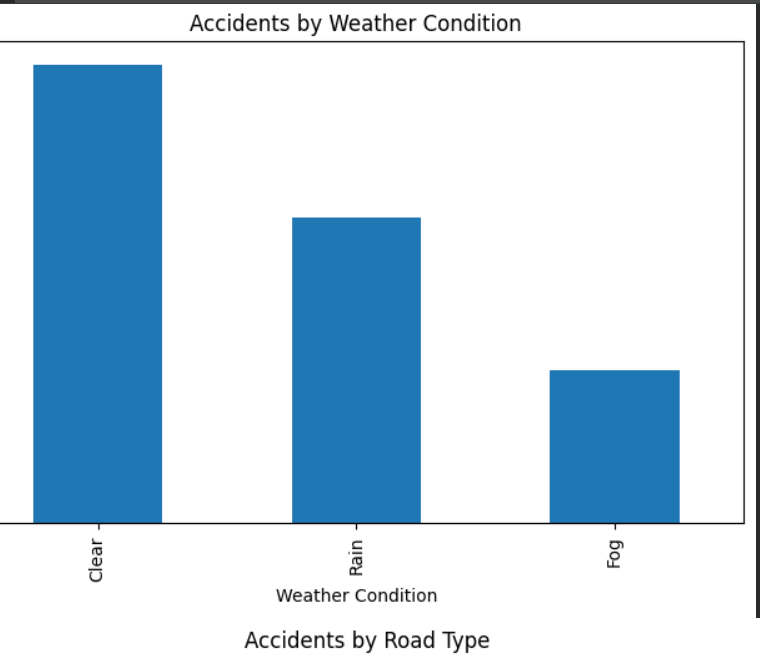 Accidents by Weather Condition
Clear
Rain
Fog
Weather Condition
Accidents by Road Type